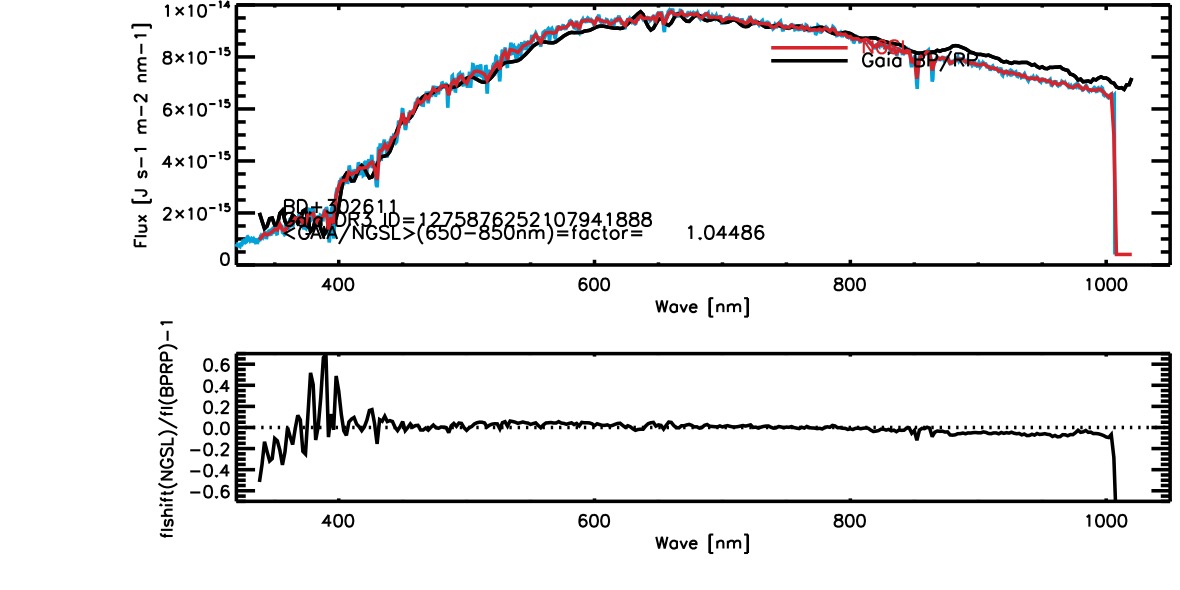 1×10-14
8×10-15
6×10-15
4×10-15
2×10-15
0
Flux [J s-1 m-2 nm-1]
NGSL
Gaia BP/RP
BD+302611
Gaia DR3 ID=1275876252107941888
<GAIA/NGSL>(650-850nm)=factor= 1.04486
400 600 800 1000
Wave [nm]
flshift(NGSL)/fl(BPRP)-1
0.6
0.4
0.2
0.0
-0.2
-0.4
-0.6
400 600 800 1000
Wave [nm]